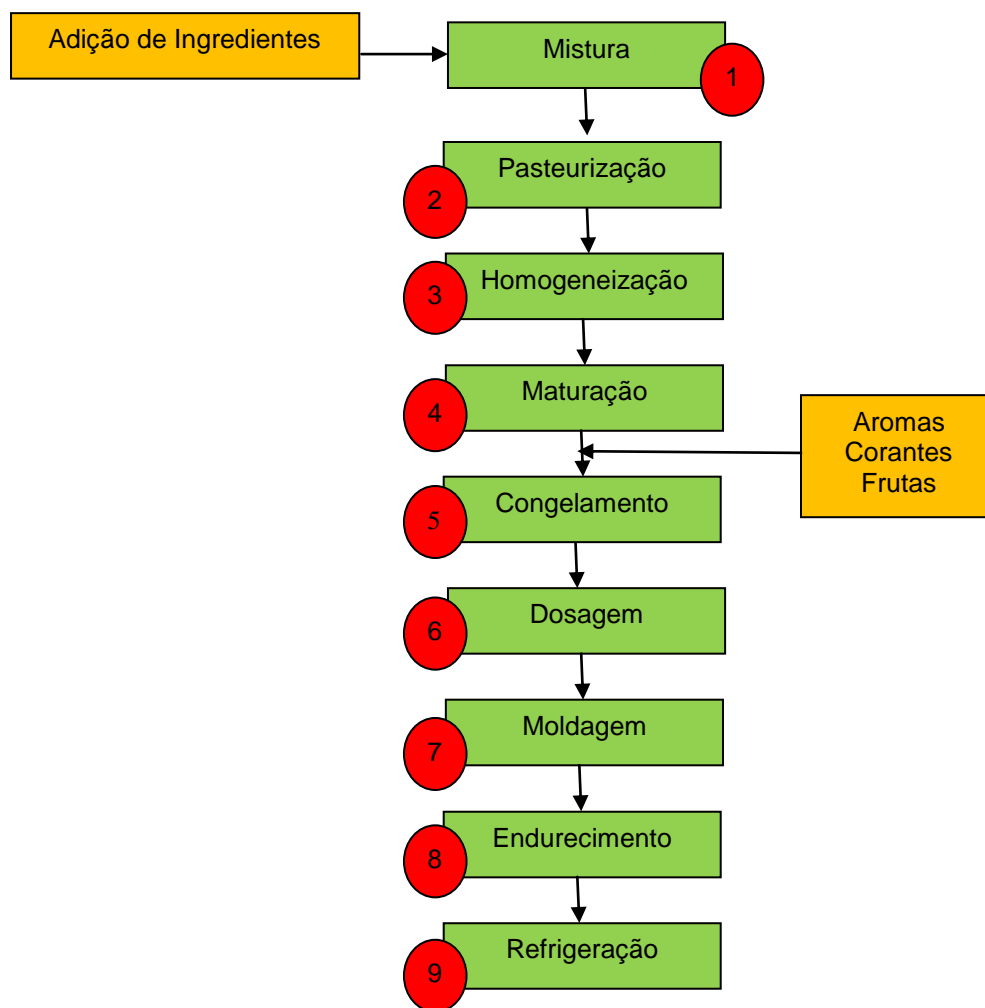 Adição de Ingredientes
Mistura
1
Pasteurização
2
Homogeneização
3
Maturação
4
Aromas
Corantes
Frutas
Congelamento
5
Dosagem
6
Moldagem
7
Endurecimento
8
Refrigeração
9